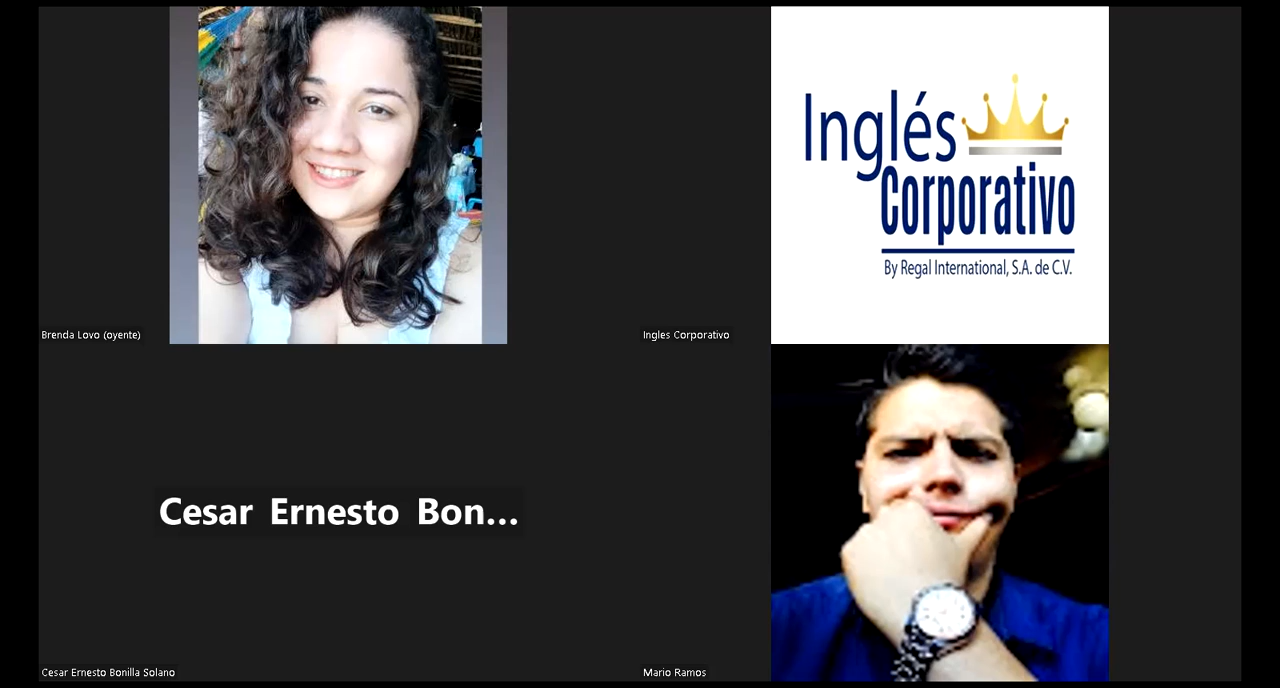 Inglés
Corporativo
By Regal International, S.A. de C.V.
Brenda Lovo (oyente)
Ingles Corporativo
Cesar Ernesto Bon...
Cesar Ernesto Bonilla Solano
Mario Ramos